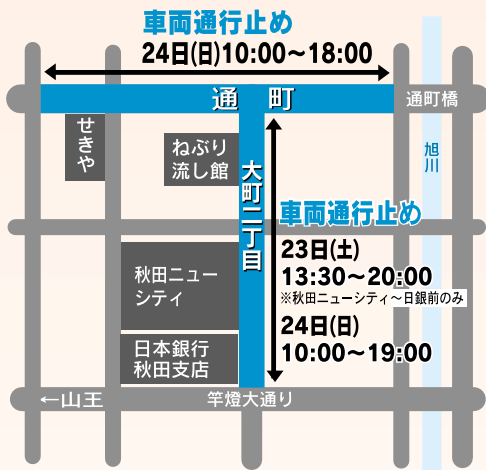 車両通行止め
24日(日)10:00〜18:00
通町
通町橋
せきや
ねぶり
流し館
旭川
大町二丁目
車両通行止め
23日(土)
13:30〜20:00
※秋田ニューシティ〜日銀前のみ
24日(日)
10:00〜19:00
秋田ニュー
シティ
日本銀行
秋田支店
←山王
竿燈大通り